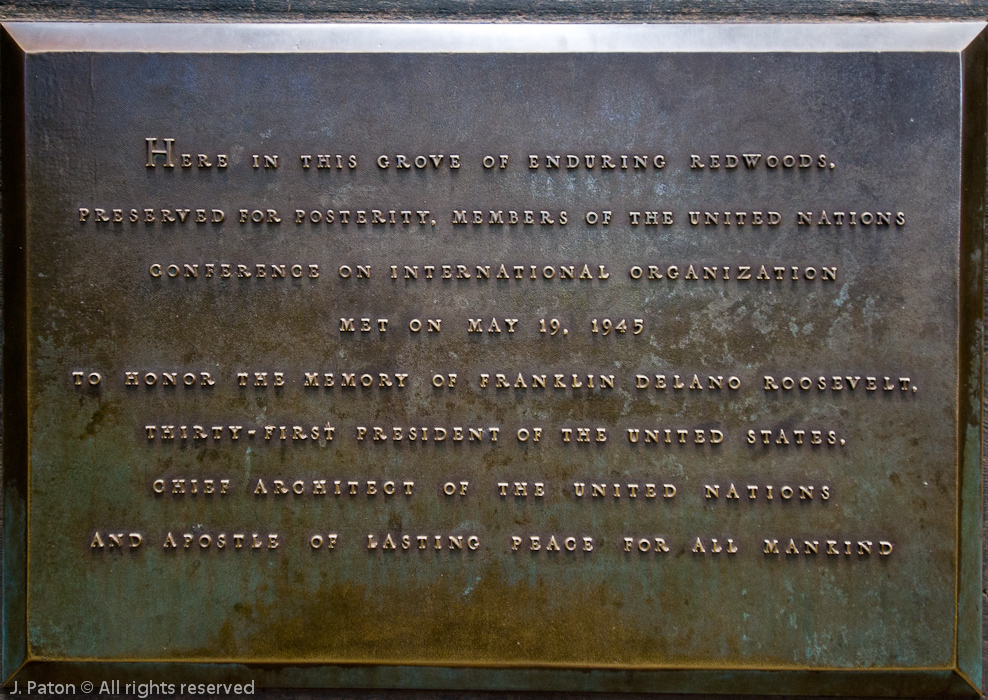 HERE IN THIS GROVE OF ENDURING REDWOODS,
PRESERVED FOR POSTERITY, MEMBERS OF THE UNITED NATIONS
CONFERENCE ON INTERNATIONAL ORGANIZATION
MET ON MAY 19, 1945
TO HONOR THE MEMORY OF FRANKLIN DELANO ROOSEVELT,
THIRTY-FIRST PRESIDENT OF THE UNITED STATES,
CHIEF ARCHITECT OF THE UNITED NATIONS
AND APOSTLE OF LASTING PEACE FOR ALL MANKIND
J. Paton © All rights reserved